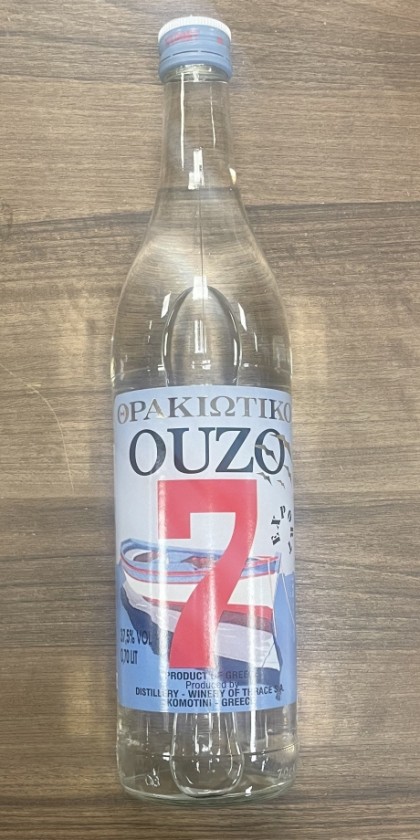 ΘΡΑΚΙΩΤΙΚΟ
OUZO
7
37,5% VOL
0,70 LIT
PRODUCT OF GREECE
Produced by
DISTILLERY - WINERY OF THRACE S.A.
KOMOTINI - GREECE